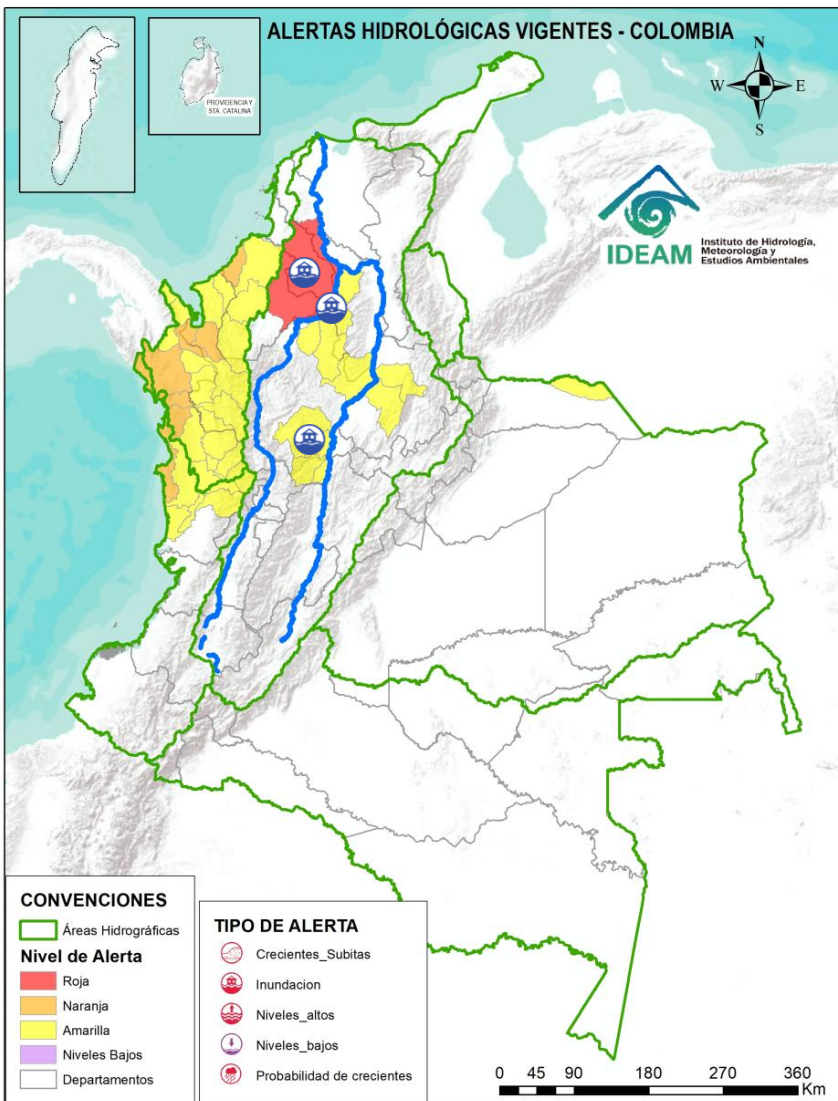 ALERTAS HIDROLÓGICAS VIGENTES - COLOMBIA
PROVIDENCIA Y
STA. CATALINA
N
W
E
S
IDEAM
Instituto de Hidrología,
Meteorología y
Estudios Ambientales
CONVENCIONES
Áreas Hidrográficas
Nivel de Alerta
Roja
Naranja
Amarilla
Niveles Bajos
Departamentos
TIPO DE ALERTA
Crecientes_Subitas
Inundacion
Niveles_altos
Niveles_bajos
Probabilidad de crecientes
0 45 90 180 270 360
Km